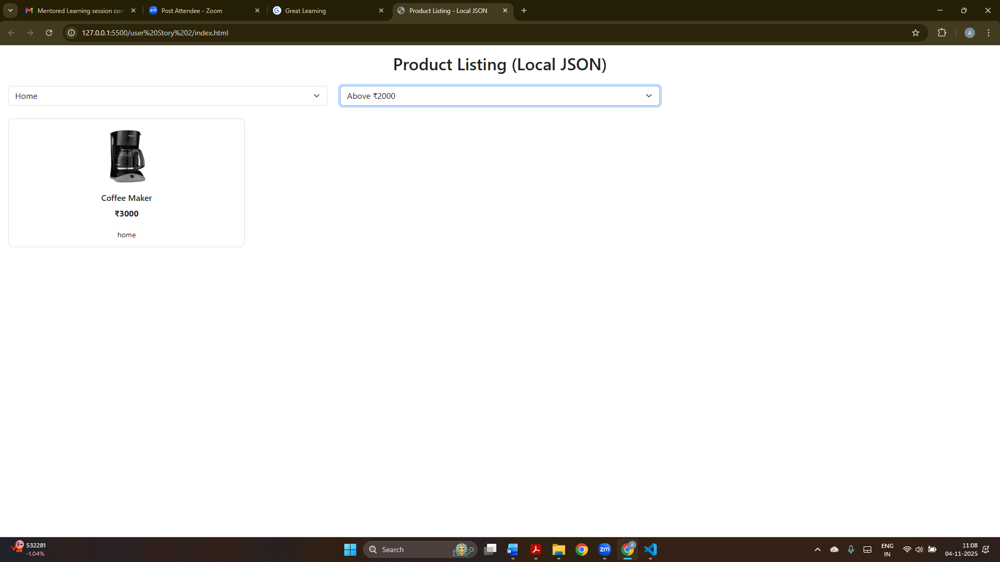 Mentored Learning session con
Post Attendee - Zoom
Great Learning
Product Listing - Local JSON
127.0.0.1:5500/user%20Story%202/index.html
A
Product Listing (Local JSON)
Home
Above ₹2000
Coffee Maker
₹3000
home
9+
532281
-1.04%
Search
W
zm
A
ENG
IN
11:08
04-11-2025